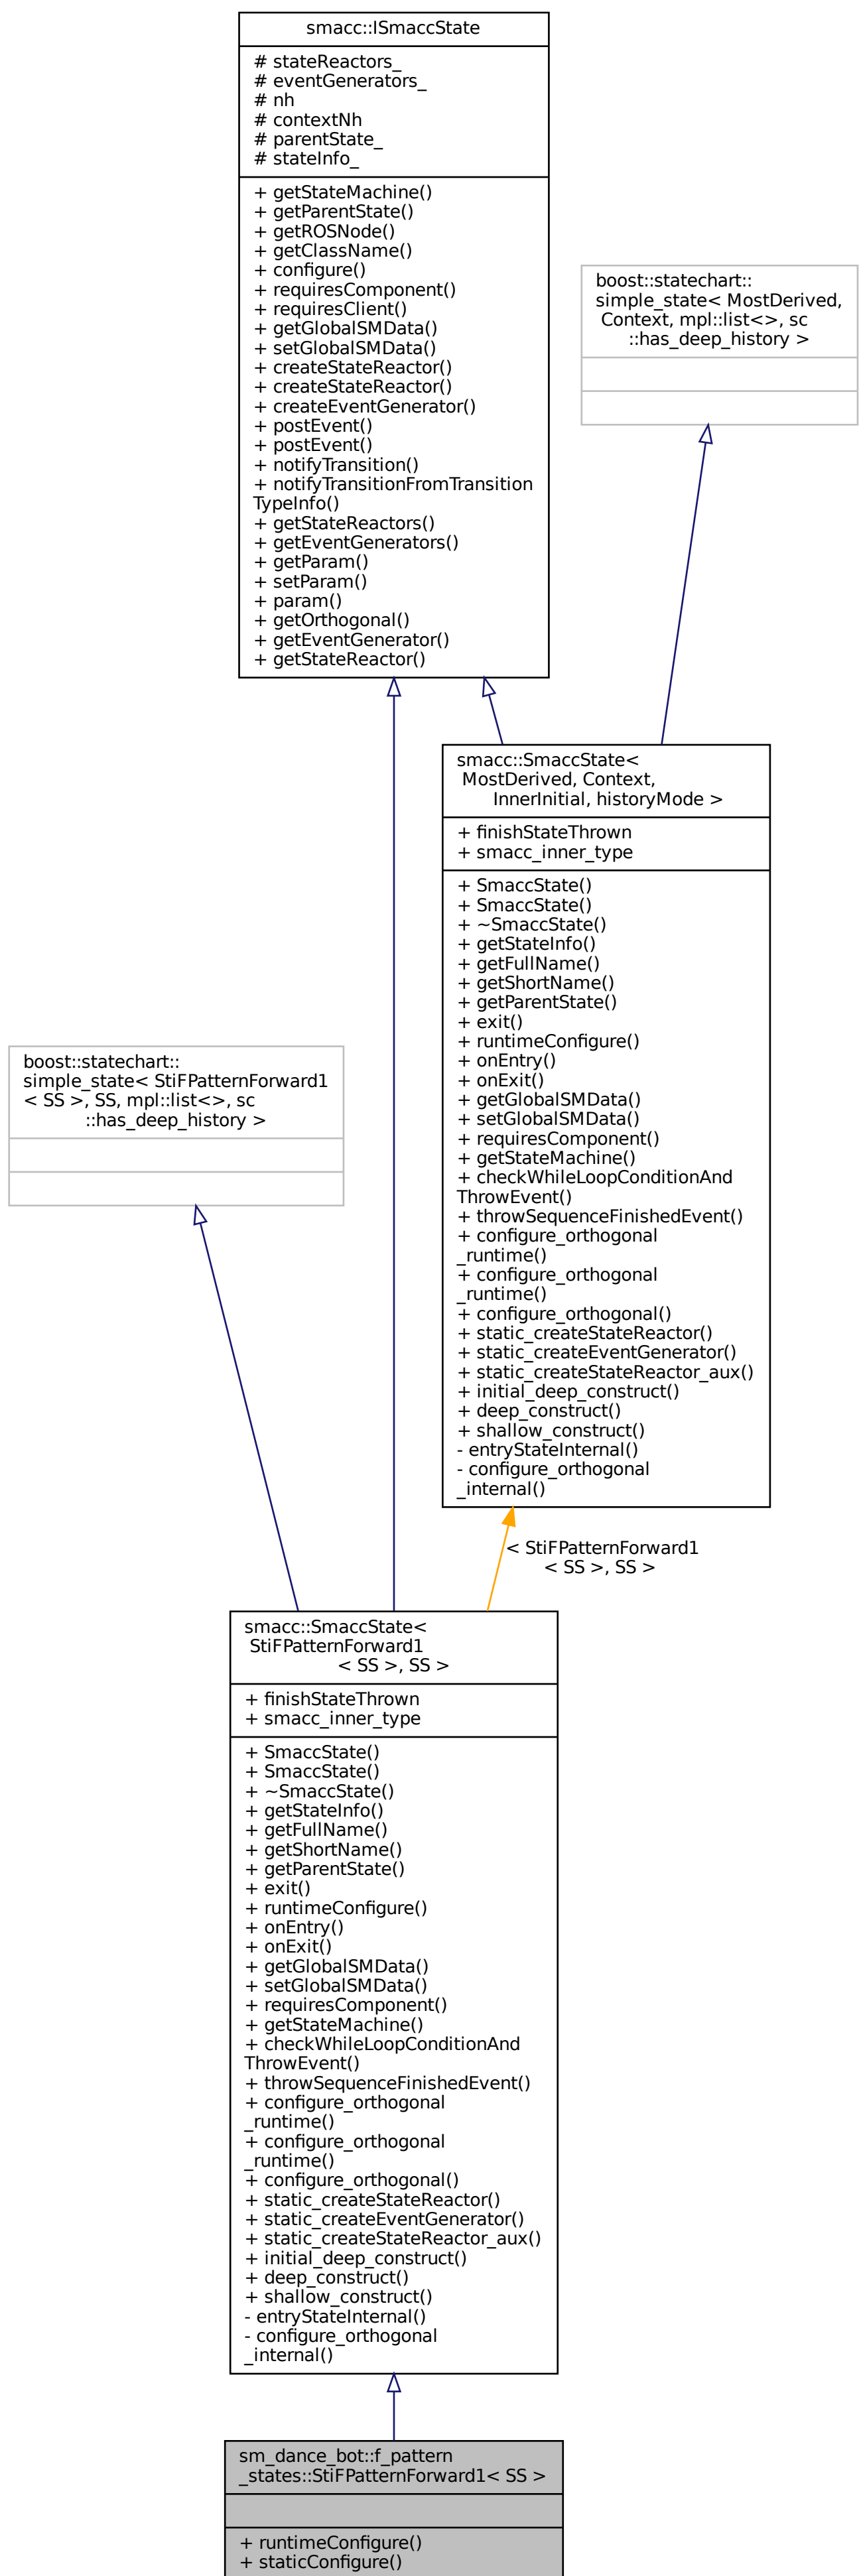 smacc::ISmaccState
# stateReactors_
# eventGenerators_
# nh
# contextNh
# parentState_
# stateInfo_
+ getStateMachine()
+ getParentState()
+ getROSNode()
+ getClassName()
+ configure()
+ requiresComponent()
+ requiresClient()
+ getGlobalSMData()
+ setGlobalSMData()
+ createStateReactor()
+ createStateReactor()
+ createEventGenerator()
+ postEvent()
+ postEvent()
+ notifyTransition()
+ notifyTransitionFromTransition
TypeInfo()
+ getStateReactors()
+ getEventGenerators()
+ getParam()
+ setParam()
+ param()
+ getOrthogonal()
+ getEventGenerator()
+ getStateReactor()
boost::statechart::
simple_state< MostDerived,
Context, mpl::list<>, sc
::has_deep_history >
smacc::SmaccState<
MostDerived, Context,
InnerInitial, historyMode >
+ finishStateThrown
+ smacc_inner_type
+ SmaccState()
+ SmaccState()
+ ~SmaccState()
+ getStateInfo()
+ getFullName()
+ getShortName()
+ getParentState()
+ exit()
+ runtimeConfigure()
+ onEntry()
+ onExit()
+ getGlobalSMData()
+ setGlobalSMData()
+ requiresComponent()
+ getStateMachine()
+ checkWhileLoopConditionAnd
ThrowEvent()
+ throwSequenceFinishedEvent()
+ configure_orthogonal
_runtime()
+ configure_orthogonal
_runtime()
+ configure_orthogonal()
+ static_createStateReactor()
+ static_createEventGenerator()
+ static_createStateReactor_aux()
+ initial_deep_construct()
+ deep_construct()
+ shallow_construct()
- entryStateInternal()
- configure_orthogonal
_internal()
boost::statechart::
simple_state< StiFPatternForward1
< SS >, SS, mpl::list<>, sc
::has_deep_history >
< StiFPatternForward1
< SS >, SS >
smacc::SmaccState<
StiFPatternForward1
< SS >, SS >
+ finishStateThrown
+ smacc_inner_type
+ SmaccState()
+ SmaccState()
+ ~SmaccState()
+ getStateInfo()
+ getFullName()
+ getShortName()
+ getParentState()
+ exit()
+ runtimeConfigure()
+ onEntry()
+ onExit()
+ getGlobalSMData()
+ setGlobalSMData()
+ requiresComponent()
+ getStateMachine()
+ checkWhileLoopConditionAnd
ThrowEvent()
+ throwSequenceFinishedEvent()
+ configure_orthogonal
_runtime()
+ configure_orthogonal
_runtime()
+ configure_orthogonal()
+ static_createStateReactor()
+ static_createEventGenerator()
+ static_createStateReactor_aux()
+ initial_deep_construct()
+ deep_construct()
+ shallow_construct()
- entryStateInternal()
- configure_orthogonal
_internal()
sm_dance_bot::f_pattern
_states::StiFPatternForward1< SS >
+ runtimeConfigure()
+ staticConfigure()